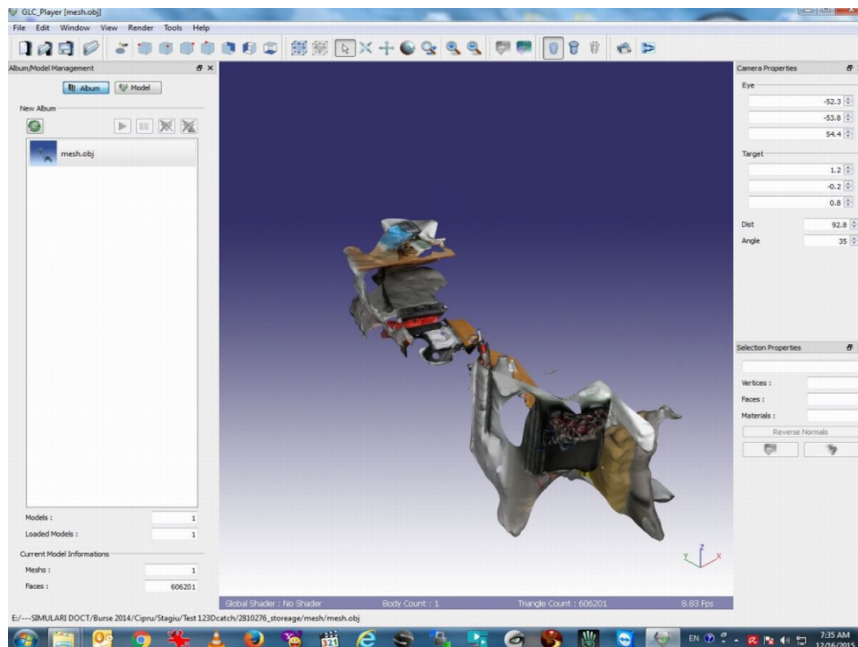 GLC_Player [mesh.obj]
File Edit Window View Render Tools Help
Album/Model Management
Album Model
New Album
mesh.obj
Models : 1
Loaded Models : 1
Current Model Informations
Meshs : 1
Faces : 606201
Global Shader : No Shader Body Count : 1 Triangle Count : 606201 8.83 Fps
Z
Y X
Camera Properties
Eye
-52.3
-53.8
54.4
Target
1.2
-0.2
0.8
Dist 92.8
Angle 35
Selection Properties
Vertices :
Faces :
Materials :
Reverse Normals
E:/---SIMULARI DOCT/Burse 2014/Cipru/Stagiu/Test 123Dcatch/2810276_storeage/mesh/mesh.obj
321
EN 7:35 AM
12/16/2015